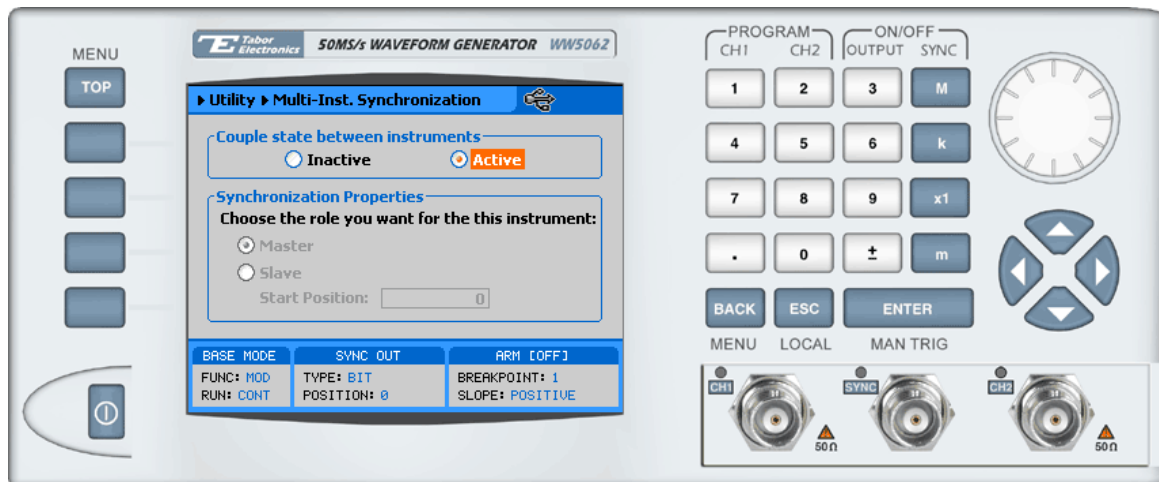 MENU
TOP
Tabor Electronics 50MS/s WAVEFORM GENERATOR WW5062
Utility Multi-Inst. Synchronization
Couple state between instruments
Inactive Active
Synchronization Properties
Choose the role you want for the this instrument:
Master
Slave
Start Position: 0
BASE MODE SYNC OUT ARM [OFF]
FUNC: MOD TYPE: BIT BREAKPOINT: 1
RUN: CONT POSITION: 0 SLOPE: POSITIVE
PROGRAM ON/OFF
CH1 CH2 OUTPUT SYNC
1 2 3 M
4 5 6 k
7 8 9 x1
. 0 ± m
BACK ESC ENTER
MENU LOCAL MAN TRIG
CH1 SYNC CH2
50Ω 50Ω